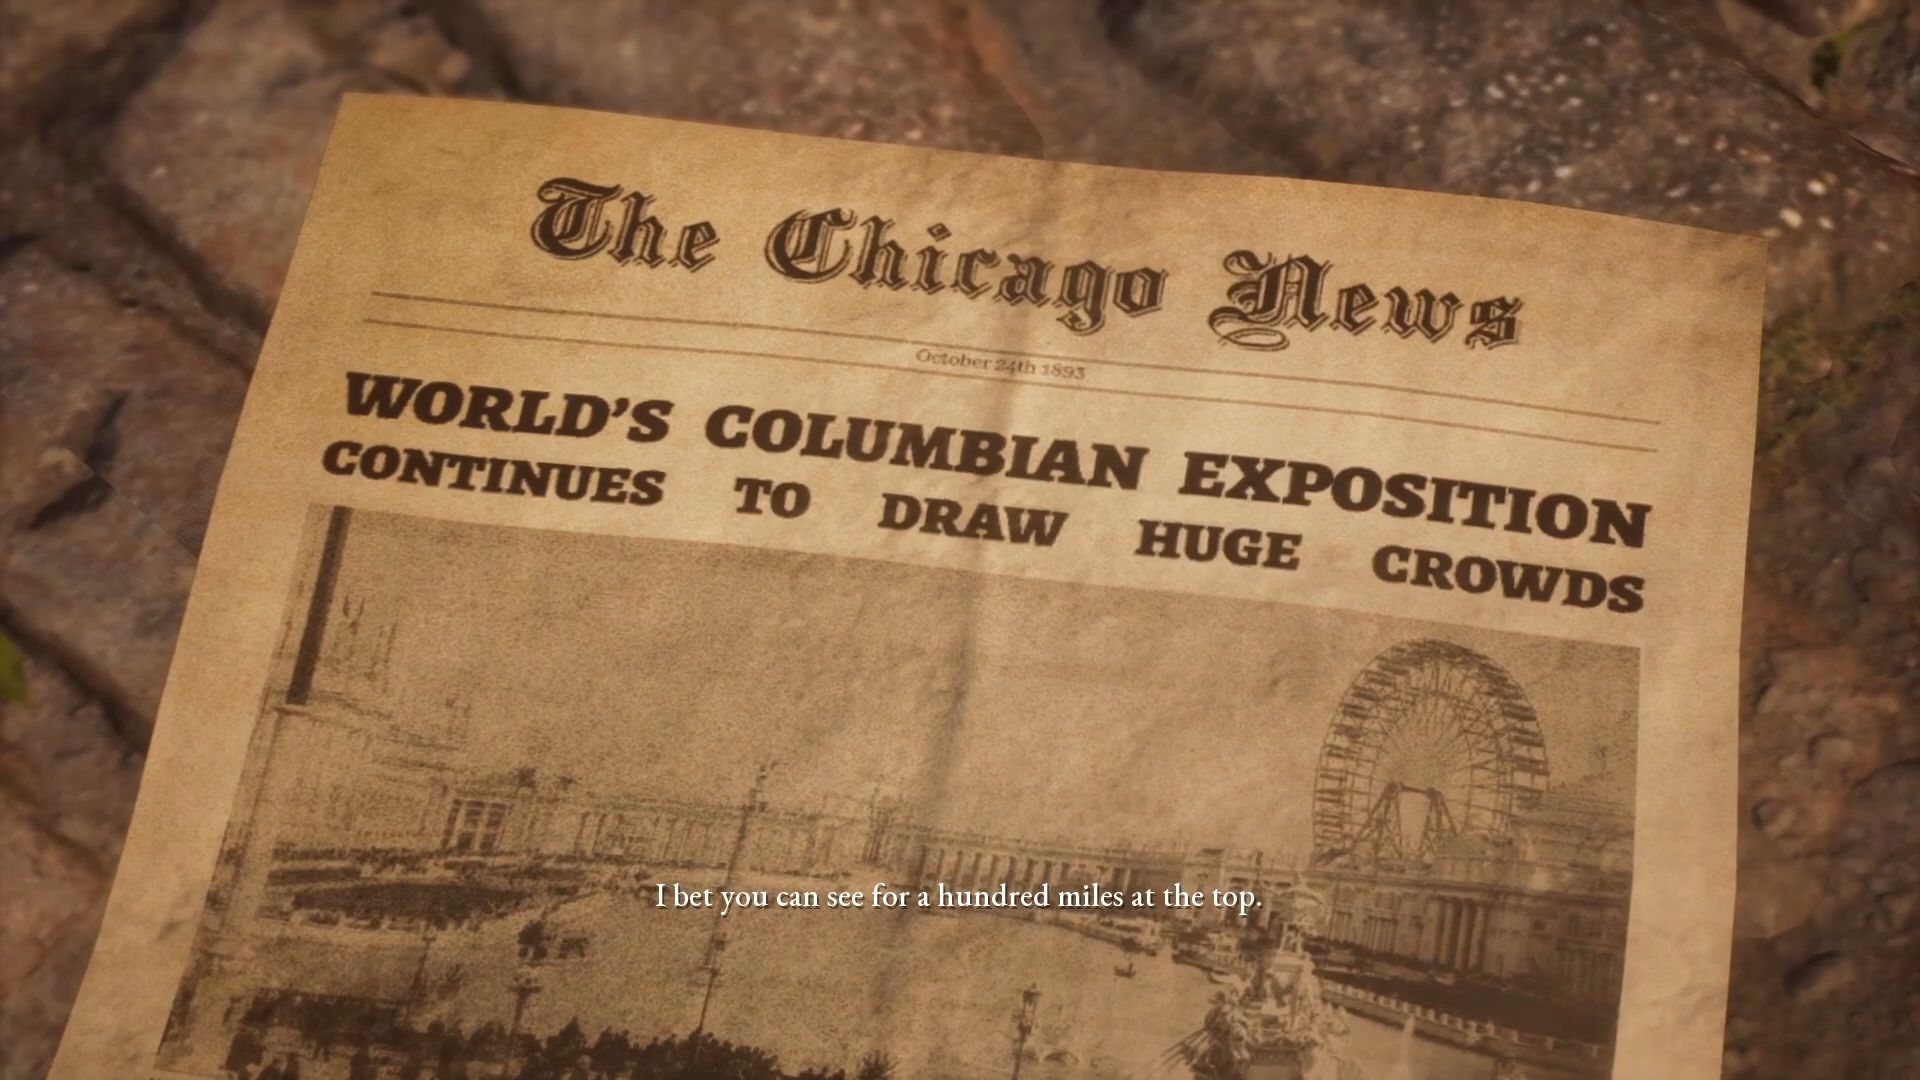 The Chicago News
October 24th 1893
WORLD'S COLUMBIAN EXPOSITION
CONTINUES TO DRAW HUGE CROWDS
I bet you can see for a hundred miles at the top.